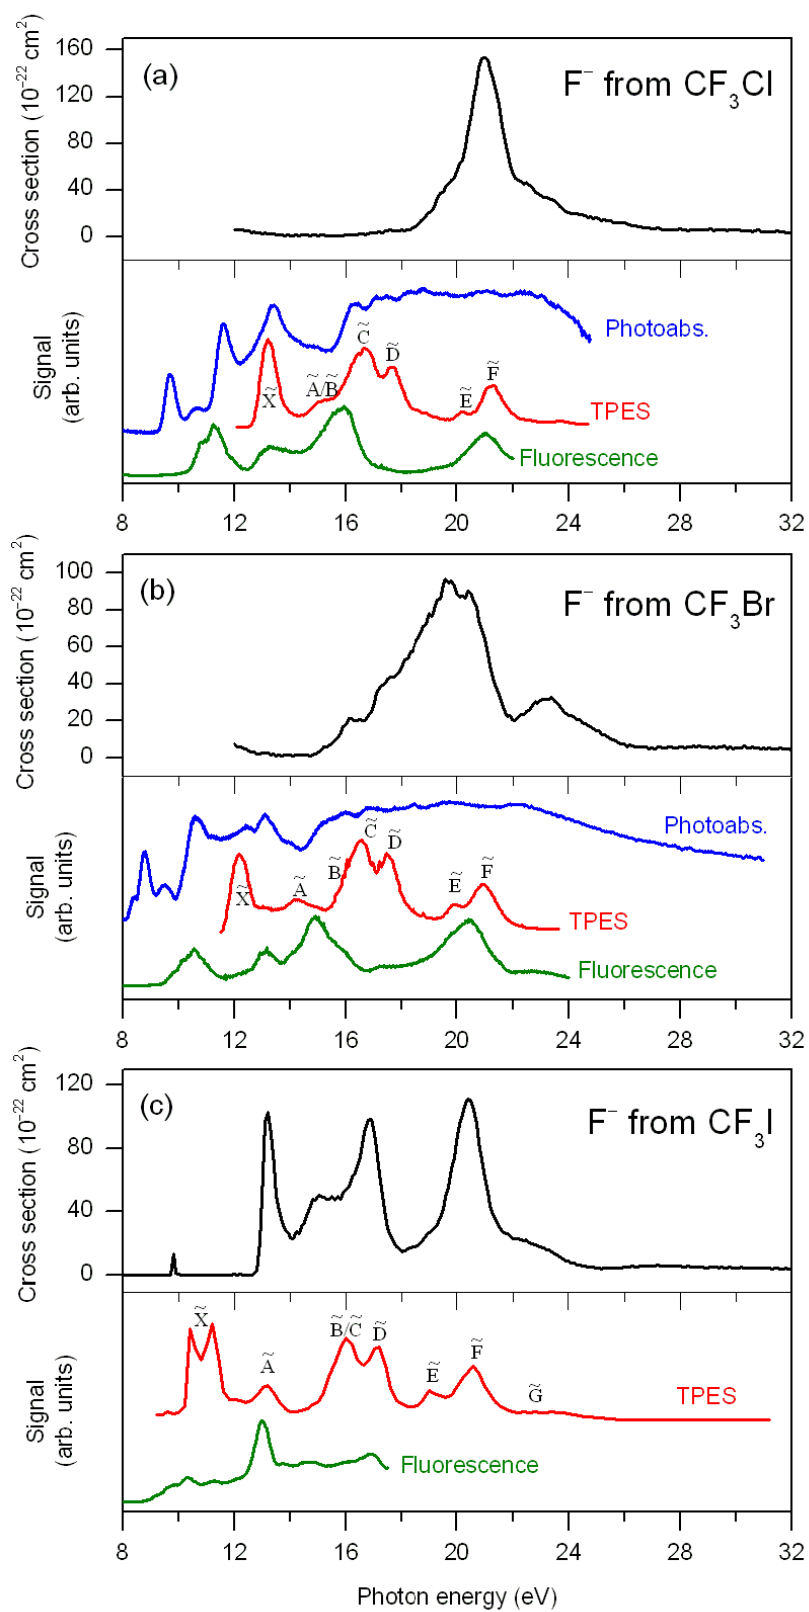 (a)
F⁻ from CF₃Cl
Cross section (10⁻²² cm²)
160
120
80
40
0
Signal
(arb. units)
Photoabs.
X̃
Ã/B̃
C̃
D̃
Ẽ
F̃
TPES
Fluorescence
8 12 16 20 24 28 32
(b)
F⁻ from CF₃Br
Cross section (10⁻²² cm²)
100
80
60
40
20
0
Signal
(arb. units)
Photoabs.
X̃
Ã
B̃
C̃
D̃
Ẽ
F̃
TPES
Fluorescence
8 12 16 20 24 28 32
(c)
F⁻ from CF₃I
Cross section (10⁻²² cm²)
120
80
40
0
Signal
(arb. units)
X̃
Ã
B̃/C̃
D̃
Ẽ
F̃
G̃
TPES
Fluorescence
8 12 16 20 24 28 32
Photon energy (eV)